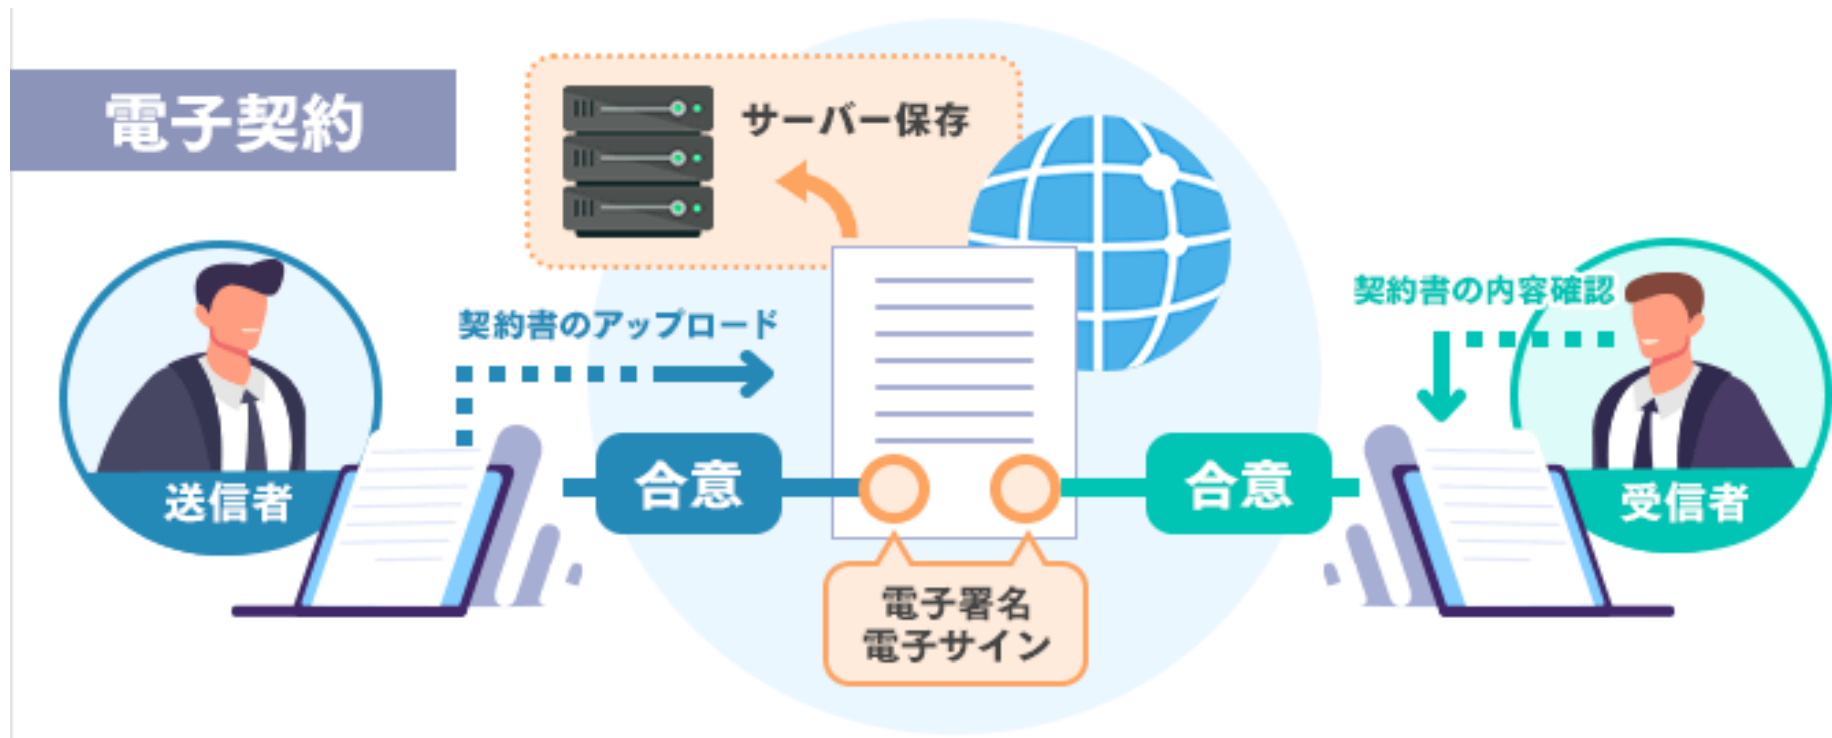 電子契約
サーバー保存
契約書のアップロード
契約書の内容確認
送信者
合意
合意
受信者
電子署名
電子サイン